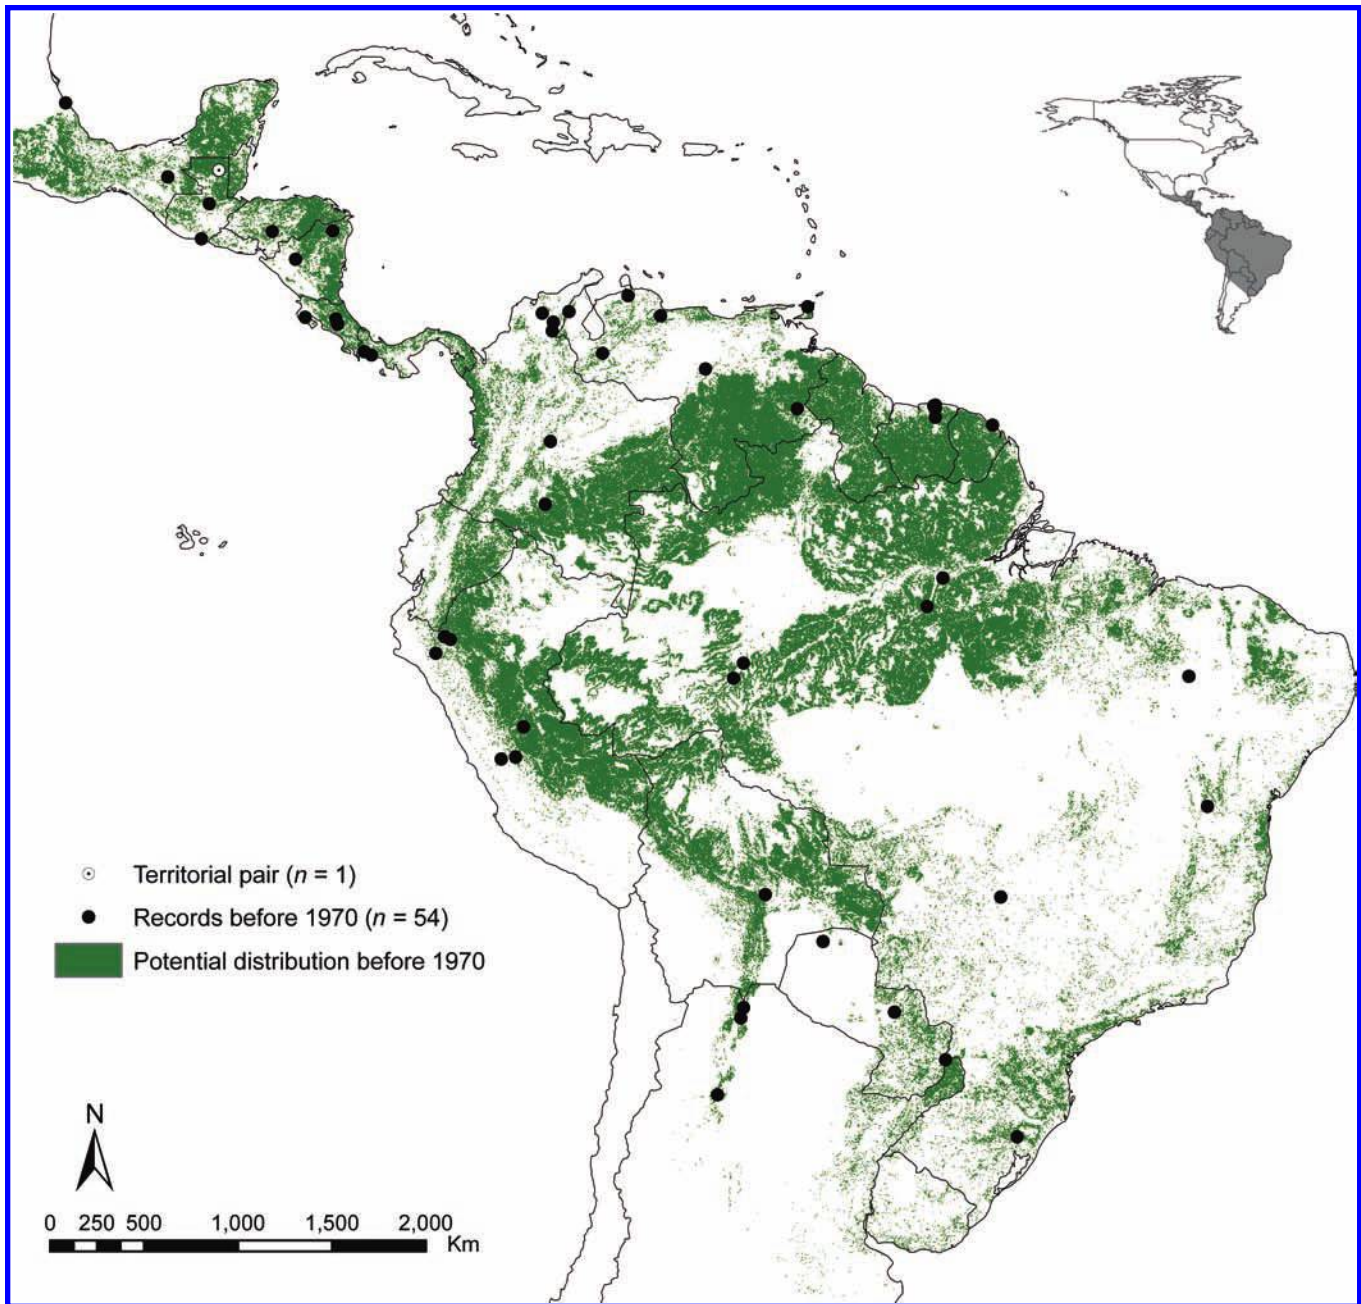 Territorial pair (n = 1)
Records before 1970 (n = 54)
Potential distribution before 1970
N
0 250 500 1,000 1,500 2,000
Km